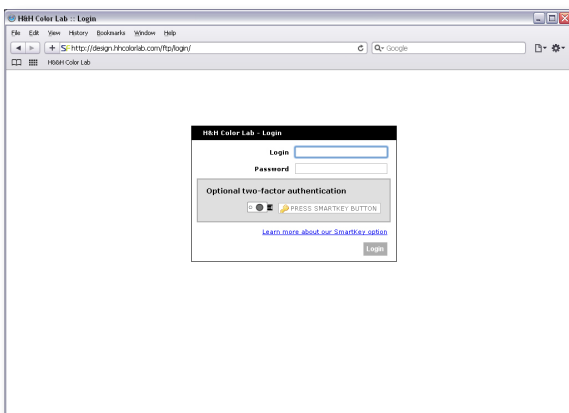 H&H Color Lab :: Login
File Edit View History Bookmarks Window Help
http://design.hhcolorlab.com/ftp/login/
Google
H&H Color Lab
H&H Color Lab - Login
Login
Password
Optional two-factor authentication
PRESS SMARTKEY BUTTON
Learn more about our SmartKey option
Login